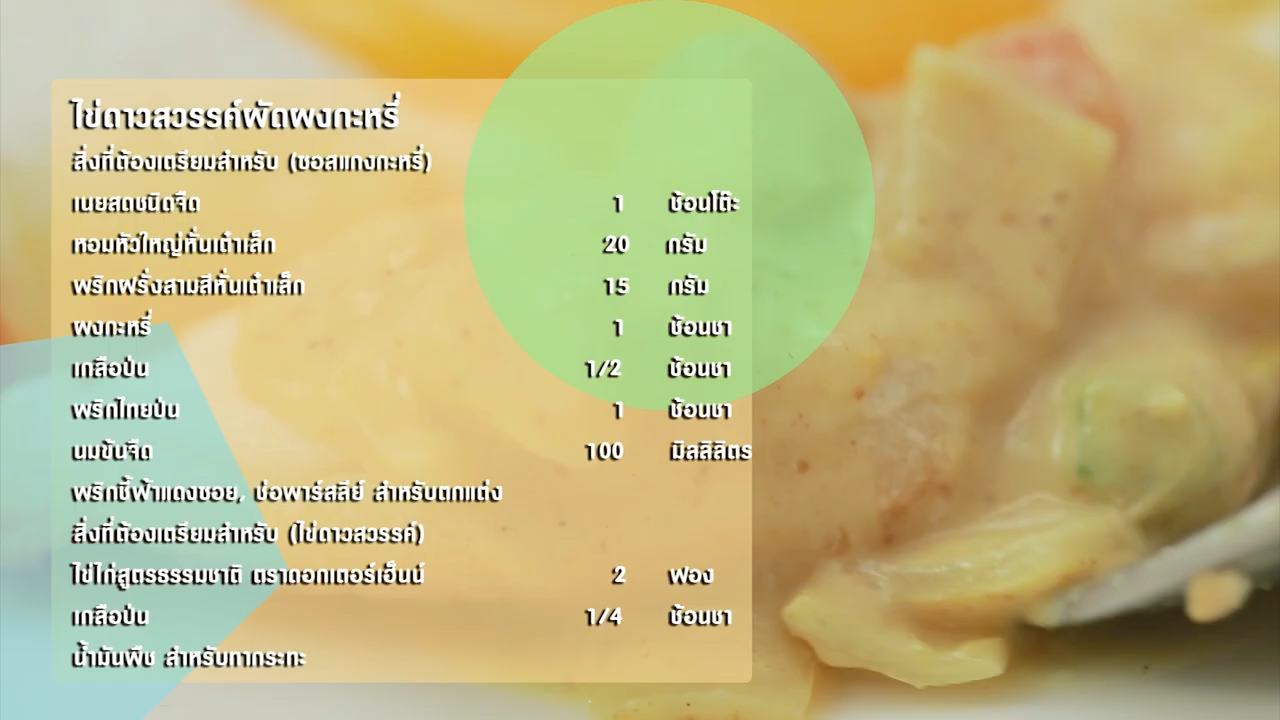 ไข่ดาวสวรรค์ผัดผงกะหรี่
สิ่งที่ต้องเตรียมสำหรับ (ซอสแกงกะหรี่)
เนยสดชนิดจืด 1 ช้อนโต๊ะ
หอมหัวใหญ่หั่นเต๋าเล็ก 20 กรัม
พริกฝรั่งสามสีหั่นเต๋าเล็ก 15 กรัม
ผงกะหรี่ 1 ช้อนชา
เกลือป่น 1/2 ช้อนชา
พริกไทยป่น 1 ช้อนชา
นมข้นจืด 100 มิลลิลิตร
พริกชี้ฟ้าแดงซอย, ช่อพาร์สลีย์ สำหรับตกแต่ง
สิ่งที่ต้องเตรียมสำหรับ (ไข่ดาวสวรรค์)
ไข่ไก่สูตรธรรมชาติ ตราดอกเตอร์เฮ็นน์ 2 ฟอง
เกลือป่น 1/4 ช้อนชา
น้ำมันพืช สำหรับทากระทะ